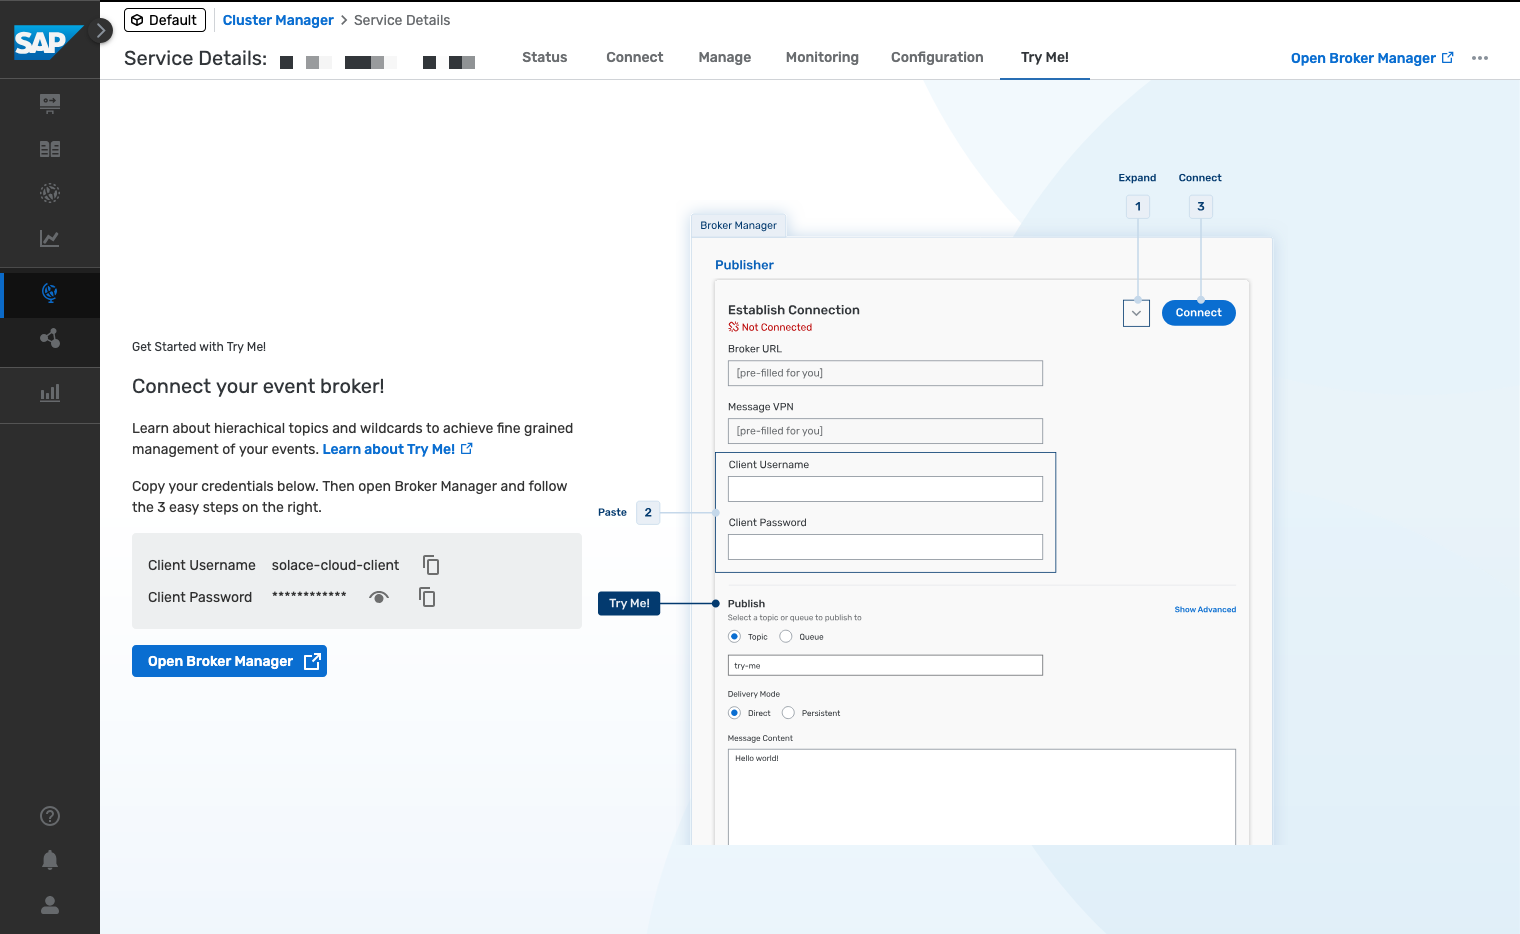 SAP
Default
Cluster Manager > Service Details
Service Details:
Status
Connect
Manage
Monitoring
Configuration
Try Me!
Open Broker Manager
Get Started with Try Me!
Connect your event broker!
Learn about hierachical topics and wildcards to achieve fine grained
management of your events. Learn about Try Me!
Copy your credentials below. Then open Broker Manager and follow
the 3 easy steps on the right.
Client Username solace-cloud-client
Client Password ************
Open Broker Manager
Expand
Connect
1
3
Broker Manager
Publisher
Establish Connection
Not Connected
Connect
Broker URL
[pre-filled for you]
Message VPN
[pre-filled for you]
Client Username
Paste 2
Client Password
Try Me!
Publish
Show Advanced
Select a topic or queue to publish to
Topic Queue
try-me
Delivery Mode
Direct Persistent
Message Content
Hello world!